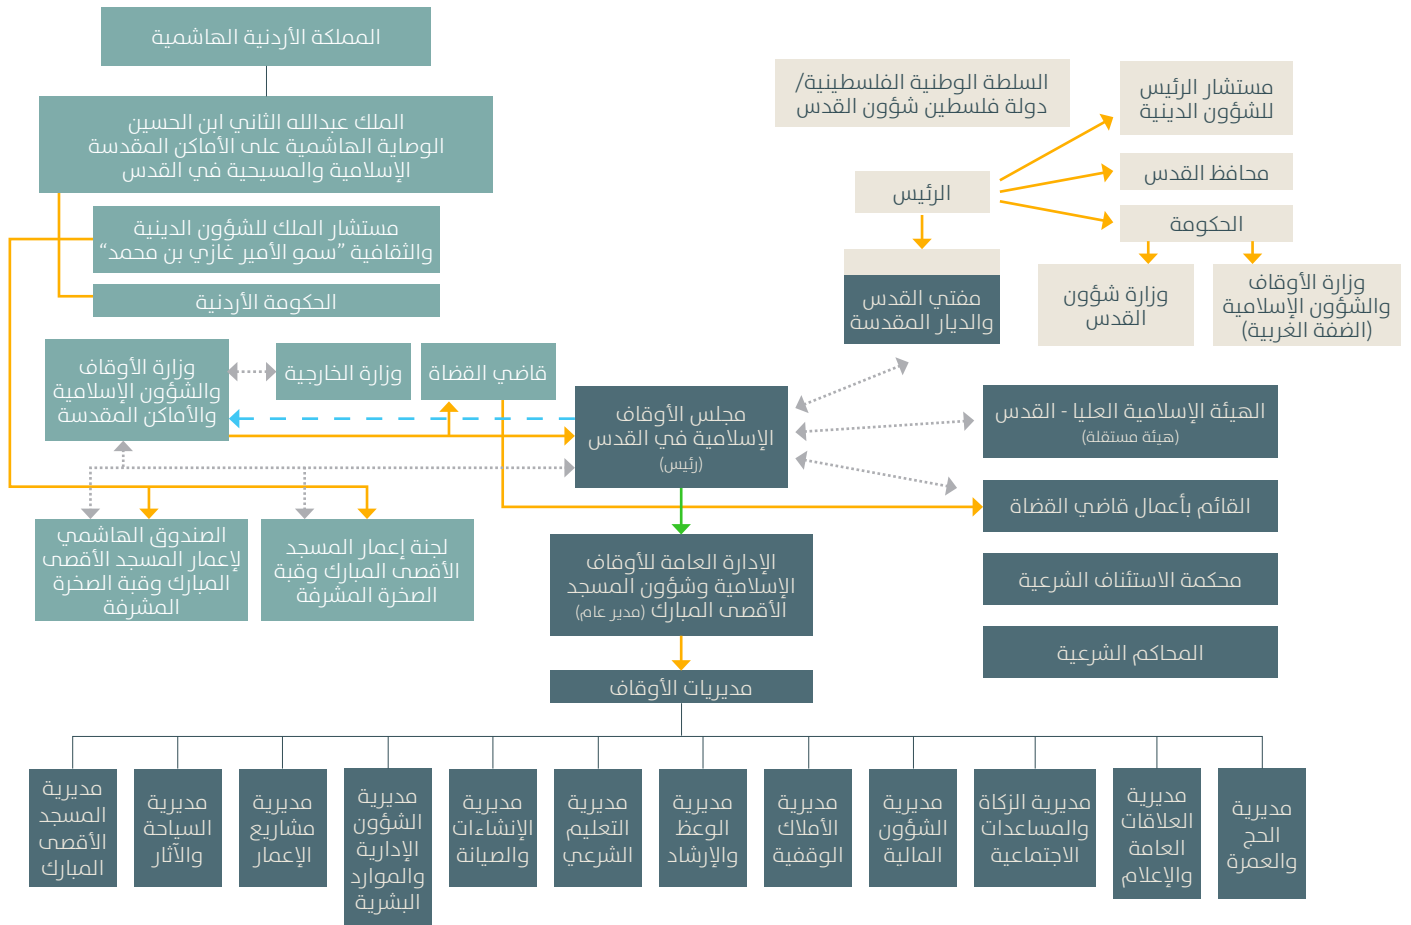 المملكة الأردنية الهاشمية
الملك عبدالله الثاني ابن الحسين
الوصاية الهاشمية على الأماكن المقدسة
الإسلامية والمسيحية في القدس
مستشار الملك للشؤون الدينية
والثقافية ”سمو الأمير غازي بن محمد“
الحكومة الأردنية
وزارة الأوقاف
والشؤون الإسلامية
والأماكن المقدسة
وزارة الخارجية
قاضي القضاة
الصندوق الهاشمي
لإعمار المسجد الأقصى
المبارك وقبة الصخرة
المشرفة
لجنة إعمار المسجد
الأقصى المبارك وقبة
الصخرة المشرفة
السلطة الوطنية الفلسطينية/
دولة فلسطين شؤون القدس
الرئيس
مستشار الرئيس
للشؤون الدينية
محافظ القدس
الحكومة
وزارة شؤون
القدس
وزارة الأوقاف
والشؤون الإسلامية
(الضفة الغربية)
مفتي القدس
والديار المقدسة
مجلس الأوقاف
الإسلامية في القدس
(رئيس)
الهيئة الإسلامية العليا - القدس
(هيئة مستقلة)
القائم بأعمال قاضي القضاة
محكمة الاستئناف الشرعية
المحاكم الشرعية
الإدارة العامة للأوقاف
الإسلامية وشؤون المسجد
الأقصى المبارك (مدير عام)
مديريات الأوقاف
مديرية
الحج
والعمرة
مديرية
العلاقات
العامة
والإعلام
مديرية الزكاة
والمساعدات
الاجتماعية
مديرية
الشؤون
المالية
مديرية
الأملاك
الوقفية
مديرية
الوعظ
والإرشاد
مديرية
التعليم
الشرعي
مديرية
الإنشاءات
والصيانة
مديرية
الشؤون
الإدارية
والموارد
البشرية
مديرية
مشاريع
الإعمار
مديرية
السياحة
والآثار
مديرية
المسجد
الأقصى
المبارك